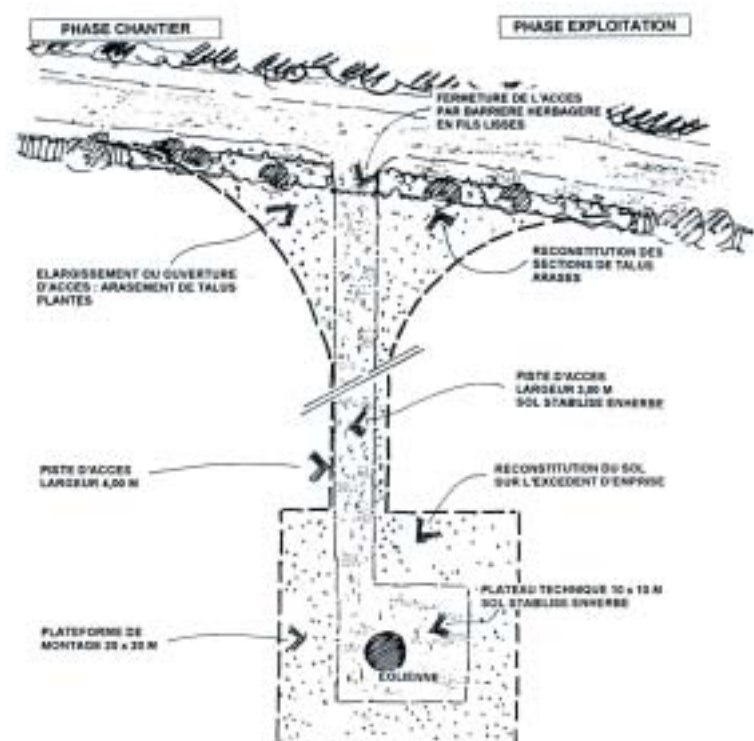 PHASE CHANTIER
PHASE EXPLOITATION
FERMETURE DE L'ACCES
PAR BARRIERE HERBAGERE
EN FILS LISSES
ELARGISSEMENT OU OUVERTURE
D'ACCES : ARASEMENT DE TALUS
PLANTES
RECONSTITUTION DES
SECTIONS DE TALUS
ARASES
PISTE D'ACCES
LARGEUR 3,00 M
SOL STABILISE ENHERBE
PISTE D'ACCES
LARGEUR 4,00 M
RECONSTITUTION DU SOL
SUR L'EXCEDENT D'EMPRISE
PLATEAU TECHNIQUE 10 x 10 M
SOL STABILISE ENHERBE
PLATEFORME DE
MONTAGE 20 x 20 M
EOLIENNE